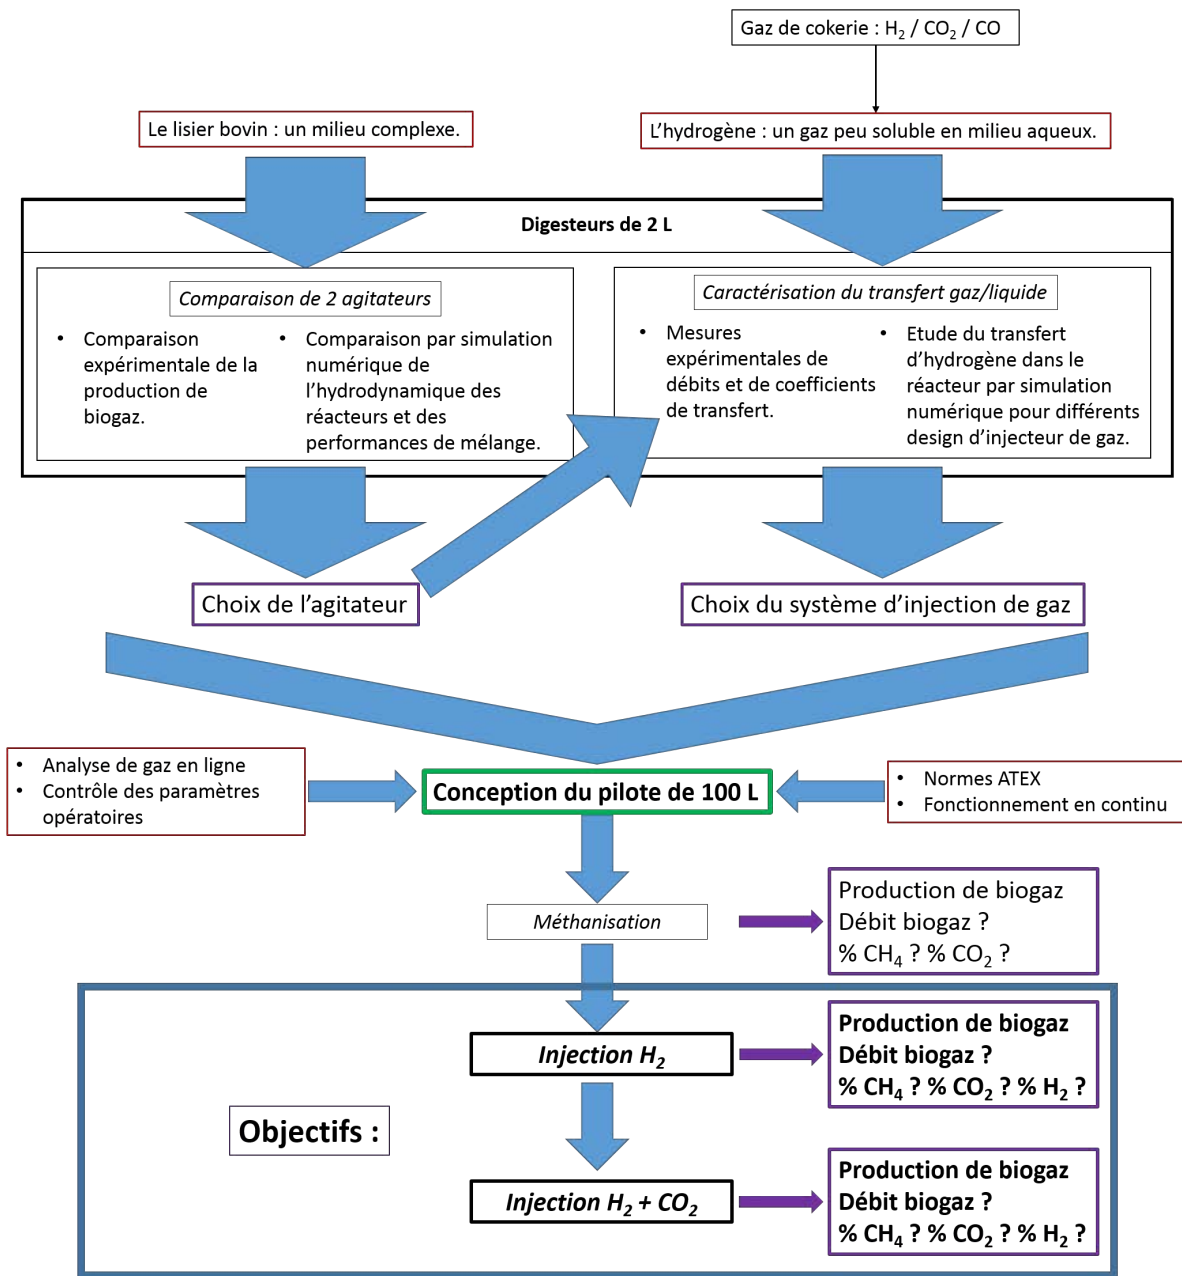 Gaz de cokerie : H₂ / CO₂ / CO
Le lisier bovin : un milieu complexe.
L’hydrogène : un gaz peu soluble en milieu aqueux.
Digesteurs de 2 L
Comparaison de 2 agitateurs
• Comparaison
expérimentale de la
production de
biogaz.
• Comparaison par simulation
numérique de
l’hydrodynamique des
réacteurs et des
performances de mélange.
Caractérisation du transfert gaz/liquide
• Mesures
expérimentales de
débits et de coefficients
de transfert.
• Etude du transfert
d’hydrogène dans le
réacteur par simulation
numérique pour différents
design d’injecteur de gaz.
Choix de l’agitateur
Choix du système d’injection de gaz
• Analyse de gaz en ligne
• Contrôle des paramètres
opératoires
Conception du pilote de 100 L
• Normes ATEX
• Fonctionnement en continu
Méthanisation
Production de biogaz
Débit biogaz ?
% CH₄ ? % CO₂ ?
Injection H₂
Production de biogaz
Débit biogaz ?
% CH₄ ? % CO₂ ? % H₂ ?
Objectifs :
Injection H₂ + CO₂
Production de biogaz
Débit biogaz ?
% CH₄ ? % CO₂ ? % H₂ ?